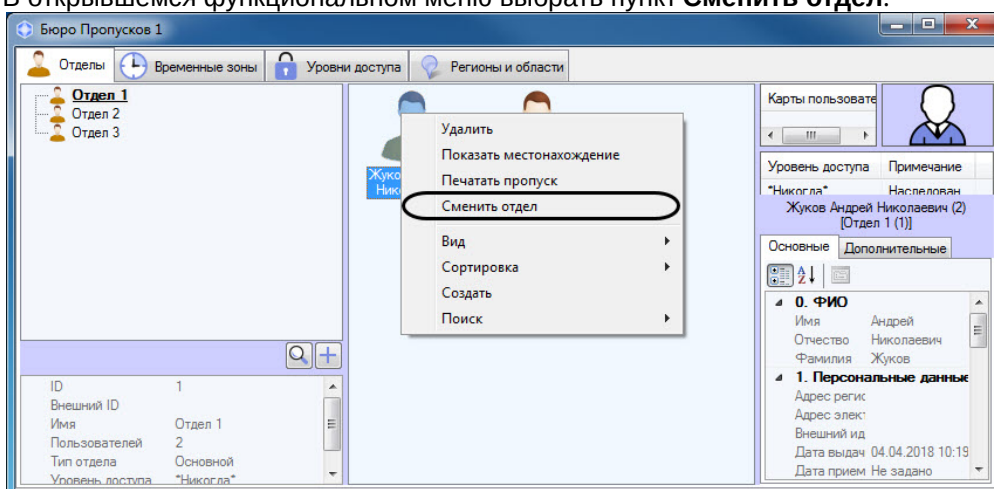 В открывшемся функциональном меню выбрать пункт Сменить отдел.
Бюро Пропусков 1
Отделы Временные зоны Уровни доступа Регионы и области
Отдел 1
Отдел 2
Отдел 3
ID 1
Внешний ID
Имя Отдел 1
Пользователей 2
Тип отдела Основной
Уровень доступа *Никогда*
Жуко
Ник
Удалить
Показать местонахождение
Печатать пропуск
Сменить отдел
Вид
Сортировка
Создать
Поиск
Карты пользовате
Уровень доступа Примечание
*Никогда* Наследован
Жуков Андрей Николаевич (2)
[Отдел 1 (1)]
Основные Дополнительные
0. ФИО
Имя Андрей
Отчество Николаевич
Фамилия Жуков
1. Персональные данные
Адрес регис
Адрес элект
Внешний ид
Дата выдач 04.04.2018 10:19
Дата прием Не задано